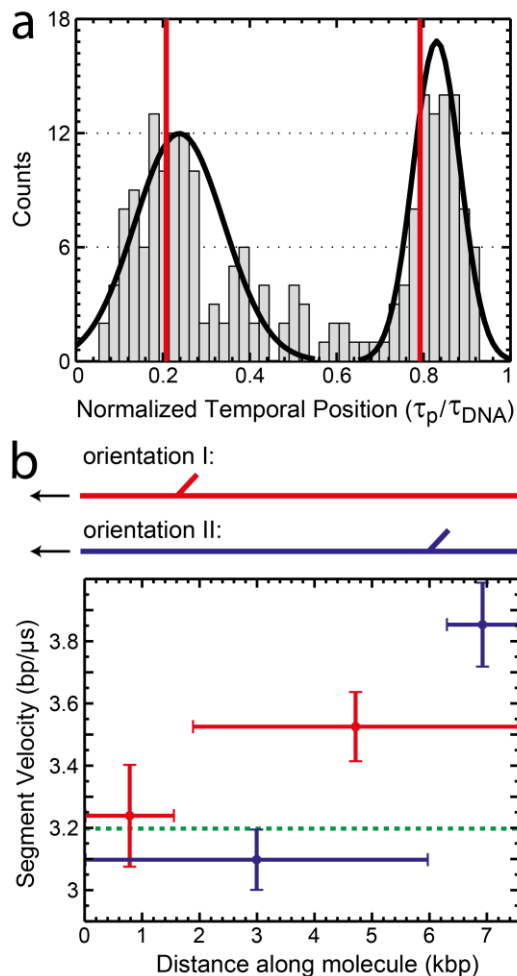 a
18
12
6
0
Counts
0
0.2
0.4
0.6
0.8
1
Normalized Temporal Position (τp/τDNA)
b
orientation I:
orientation II:
3.8
3.6
3.4
3.2
3
Segment Velocity (bp/μs)
0
1
2
3
4
5
6
7
Distance along molecule (kbp)